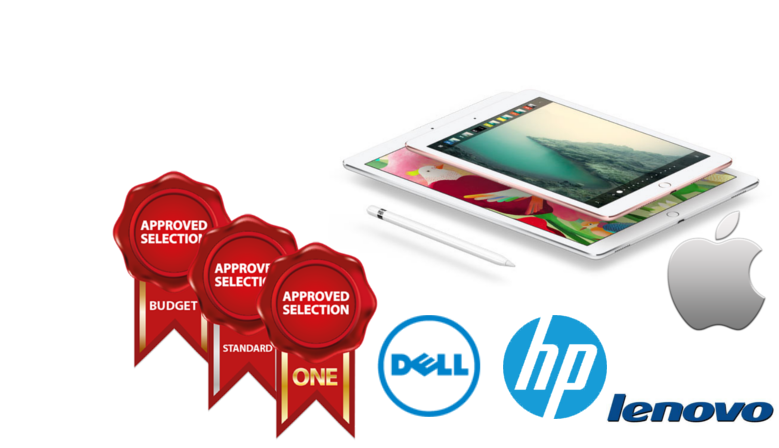 APPROVED
SELECTION
BUDGET
APPROVED
SELECTION
STANDARD
APPROVED
SELECTION
ONE
DELL
hp
lenovo